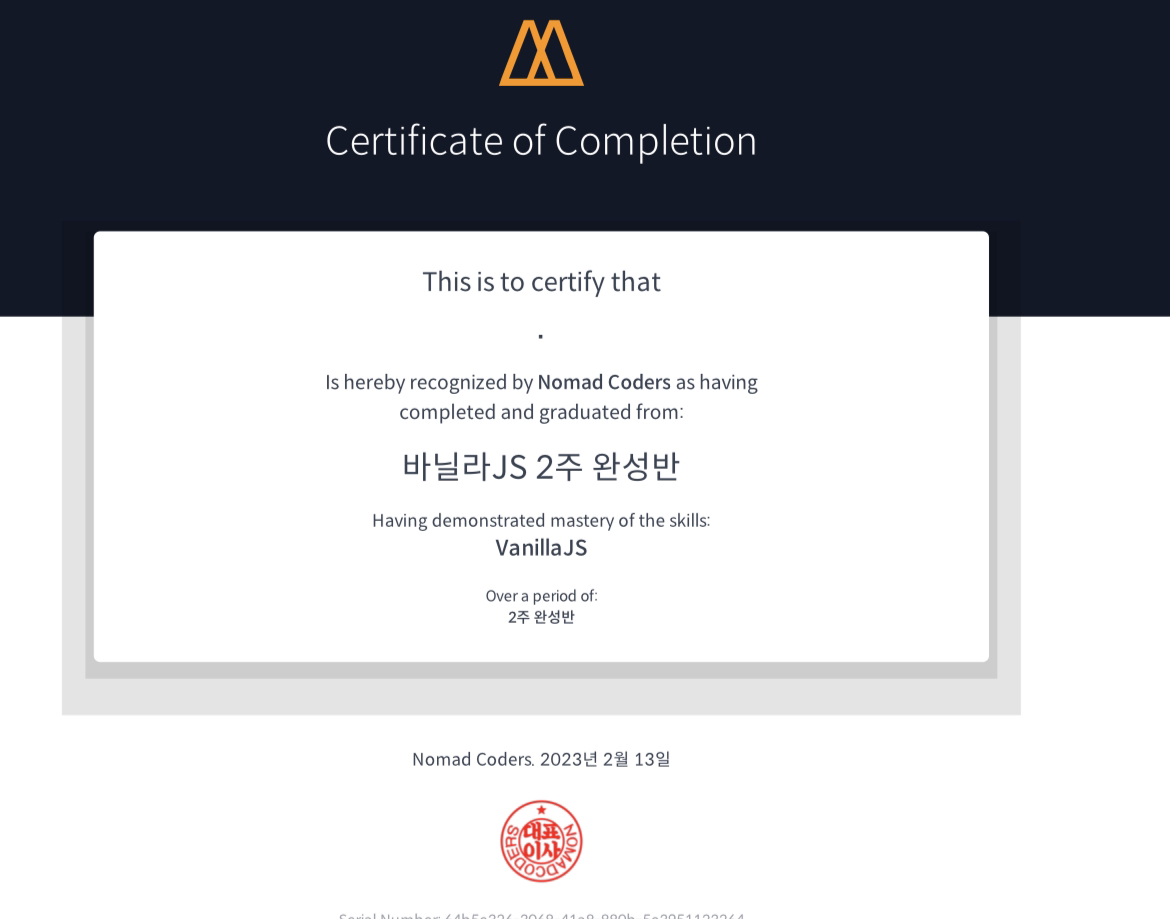 Certificate of Completion
This is to certify that
.
Is hereby recognized by Nomad Coders as having
completed and graduated from:
바닐라JS 2주 완성반
Having demonstrated mastery of the skills:
VanillaJS
Over a period of:
2주 완성반
Nomad Coders. 2023년 2월 13일
NOMADCODERS
대표
이사
Serial Number: